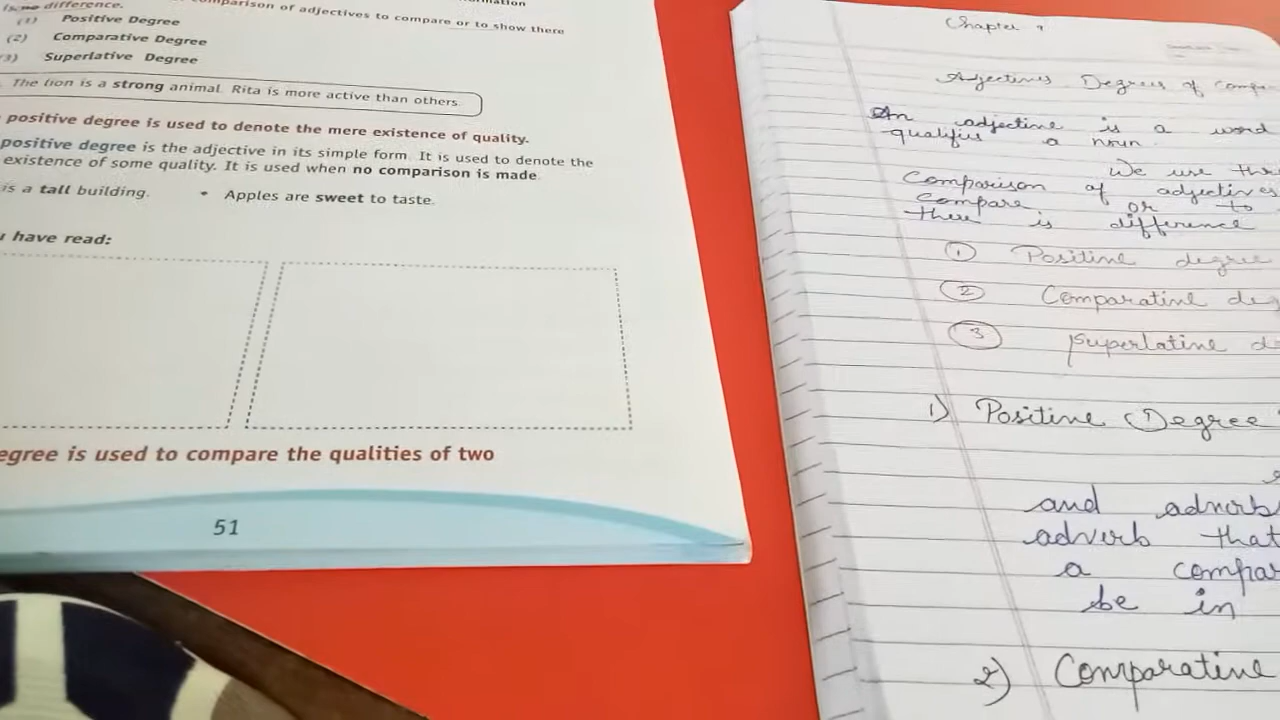 is no difference.
comparison of adjectives to compare or to show there
(1) Positive Degree
(2) Comparative Degree
(3) Superlative Degree
The lion is a strong animal. Rita is more active than others.
positive degree is used to denote the mere existence of quality.
positive degree is the adjective in its simple form. It is used to denote the
existence of some quality. It is used when no comparison is made
is a tall building. • Apples are sweet to taste.
have read:
egree is used to compare the qualities of two
51
Chapter
Adjectives Degrees of
An adjective is a word
qualifies a noun.
We use
Comparison of adjectives
compare or to
there is difference
① Positive degree
② Comparative
③ Superlative
1) Positive Degree
and
adverb that
a
be in
2) Comparative